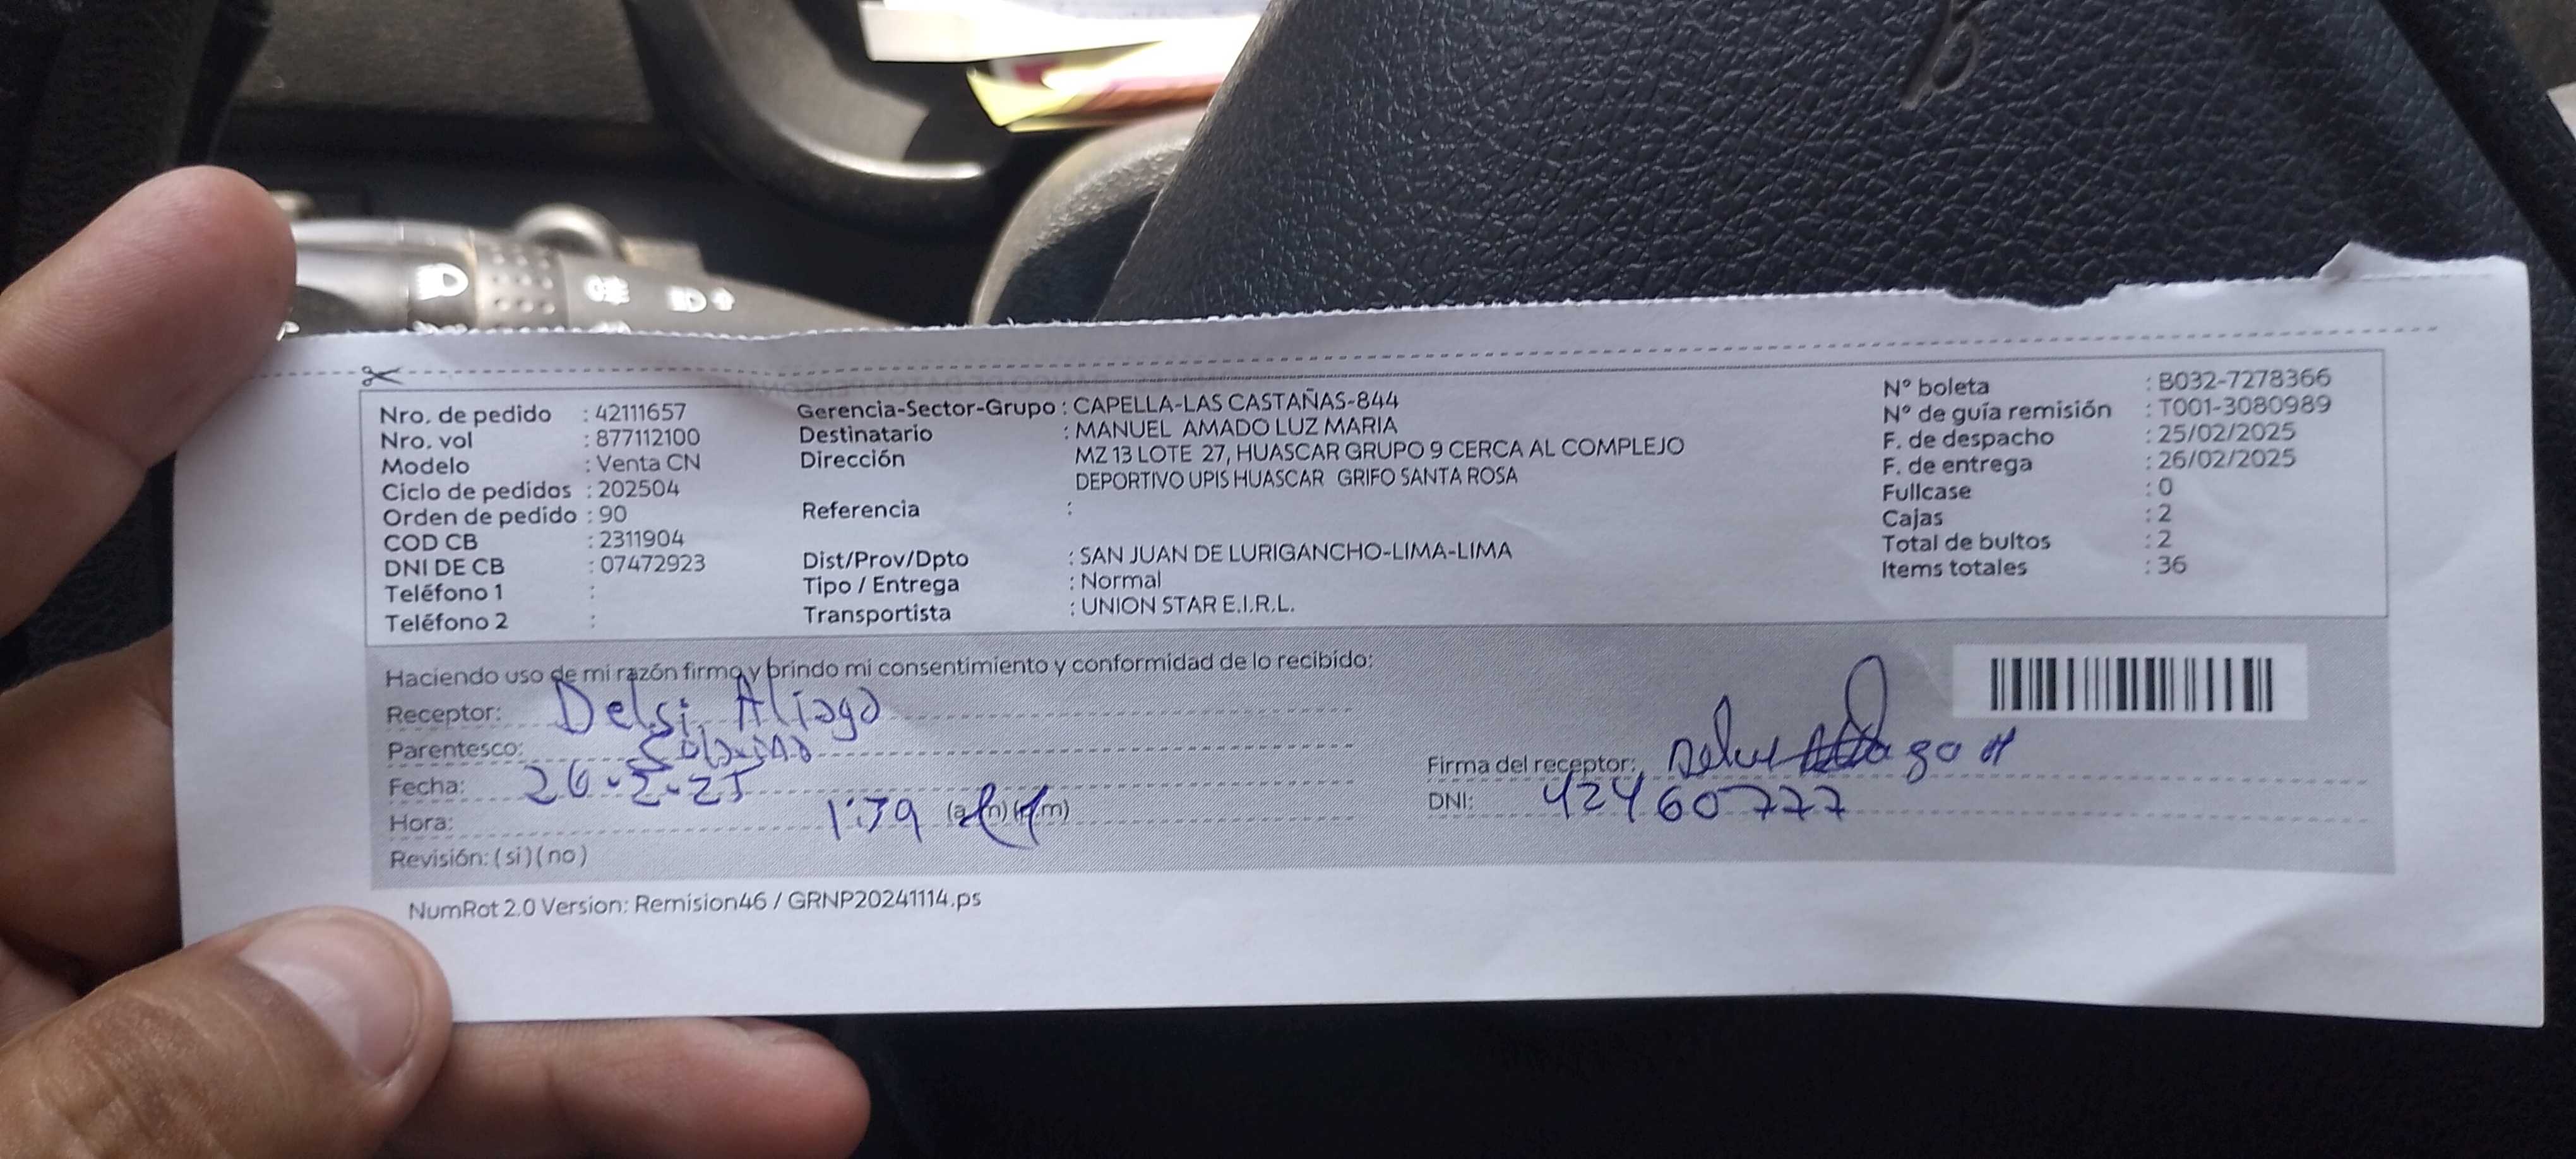 Nro. de pedido : 42111657
Nro. vol : 877112100
Modelo : Venta CN
Ciclo de pedidos : 202504
Orden de pedido : 90
COD CB : 2311904
DNI DE CB : 07472923
Teléfono 1 :
Teléfono 2 :
Gerencia-Sector-Grupo : CAPELLA-LAS CASTAÑAS-844
Destinatario : MANUEL AMADO LUZ MARIA
Dirección MZ 13 LOTE 27, HUASCAR GRUPO 9 CERCA AL COMPLEJO
DEPORTIVO UPIS HUASCAR GRIFO SANTA ROSA
Referencia :
Dist/Prov/Dpto : SAN JUAN DE LURIGANCHO-LIMA-LIMA
Tipo / Entrega : Normal
Transportista : UNION STAR E.I.R.L.
N° boleta : B032-7278366
N° de guía remisión : T001-3080989
F. de despacho : 25/02/2025
F. de entrega : 26/02/2025
Fullcase : 0
Cajas : 2
Total de bultos : 2
Items totales : 36
Haciendo uso de mi razón firmo y brindo mi consentimiento y conformidad de lo recibido:
Receptor: Delsi Aliaga
Parentesco:
Fecha: 26-2-25
Hora:
Revisión: (si)(no)
Firma del receptor:
DNI: 42460777
NumRot 2.0 Version: Remision46 / GRNP20241114.ps